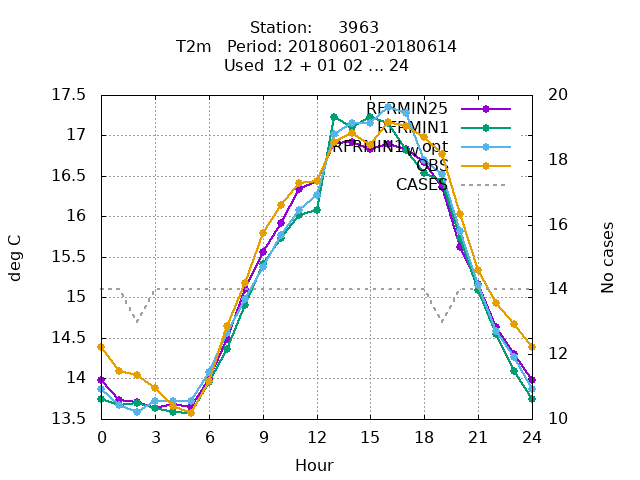 Station: 3963
T2m Period: 20180601-20180614
Used 12 + 01 02 ... 24
17.5
17
16.5
16
15.5
15
14.5
14
13.5
deg C
20
18
16
14
12
10
No cases
RFRMIN25
RFRMIN1
RFRMIN1wopt
OBS
CASES
0 3 6 9 12 15 18 21 24
Hour